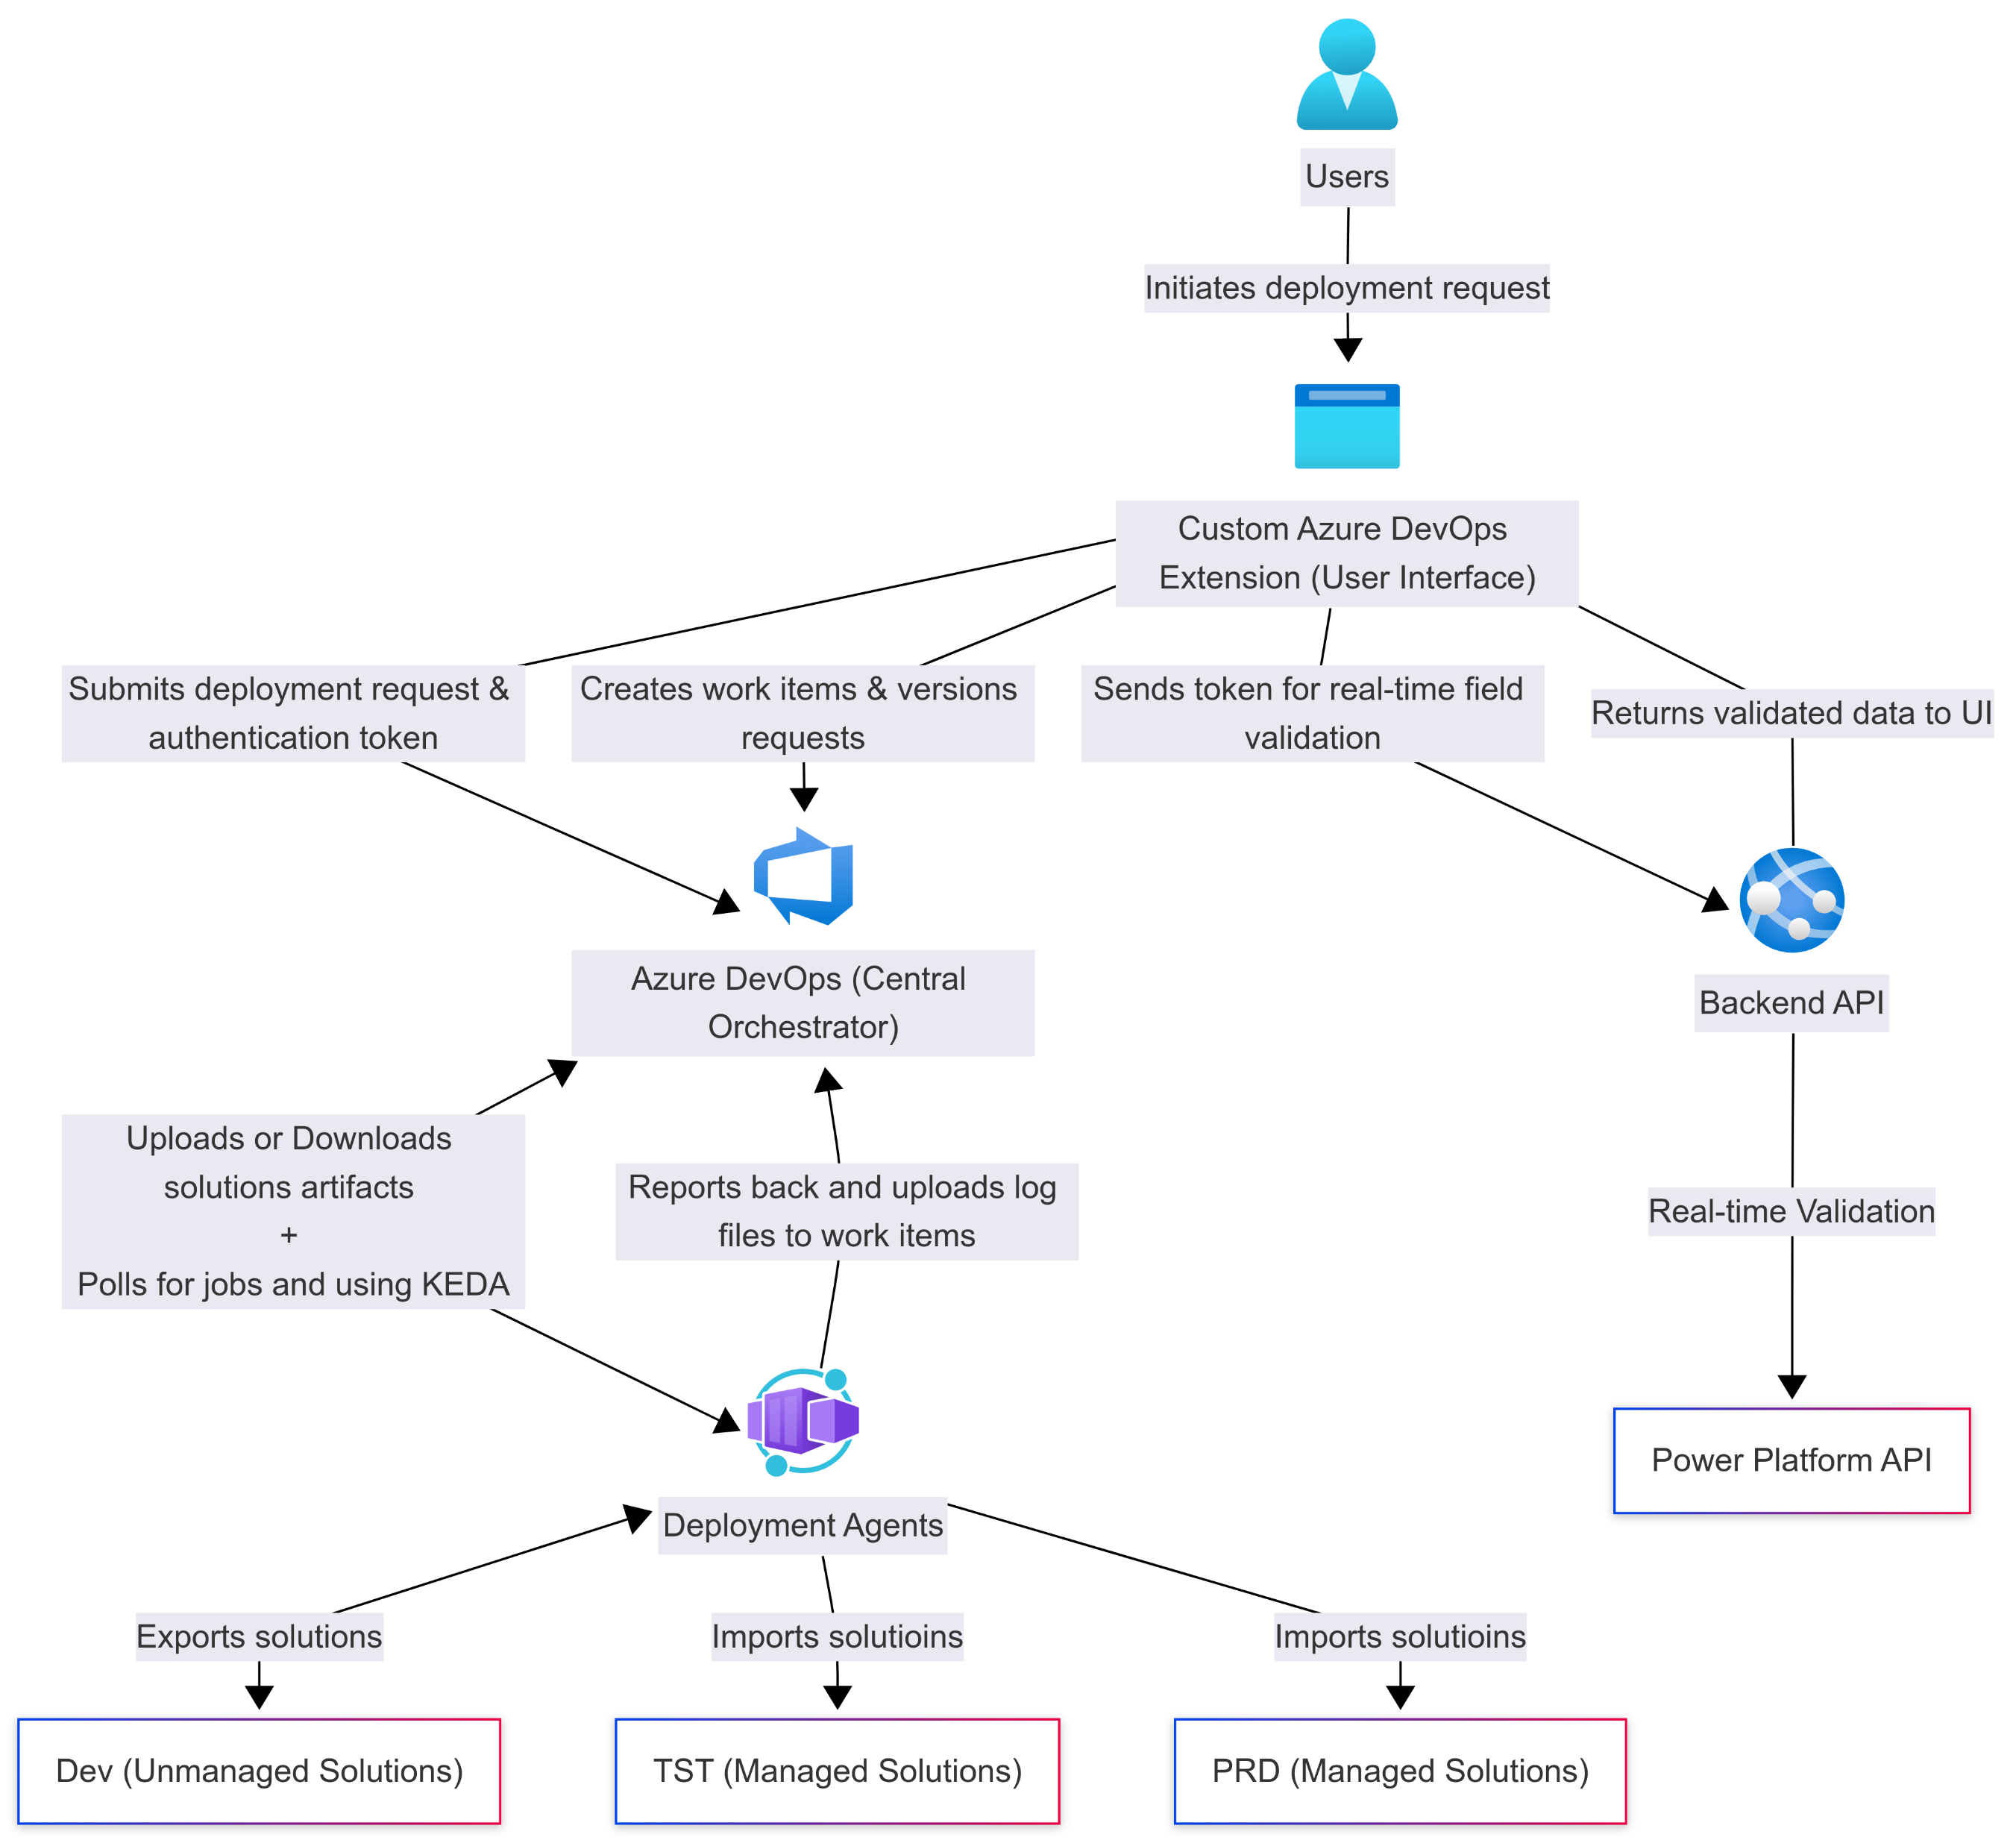 Users
Initiates deployment request
Custom Azure DevOps
Extension (User Interface)
Submits deployment request &
authentication token
Creates work items & versions
requests
Sends token for real-time field
validation
Returns validated data to UI
Azure DevOps (Central
Orchestrator)
Backend API
Uploads or Downloads
solutions artifacts
+
Polls for jobs and using KEDA
Reports back and uploads log
files to work items
Real-time Validation
Power Platform API
Deployment Agents
Exports solutions
Imports solutioins
Imports solutioins
Dev (Unmanaged Solutions)
TST (Managed Solutions)
PRD (Managed Solutions)